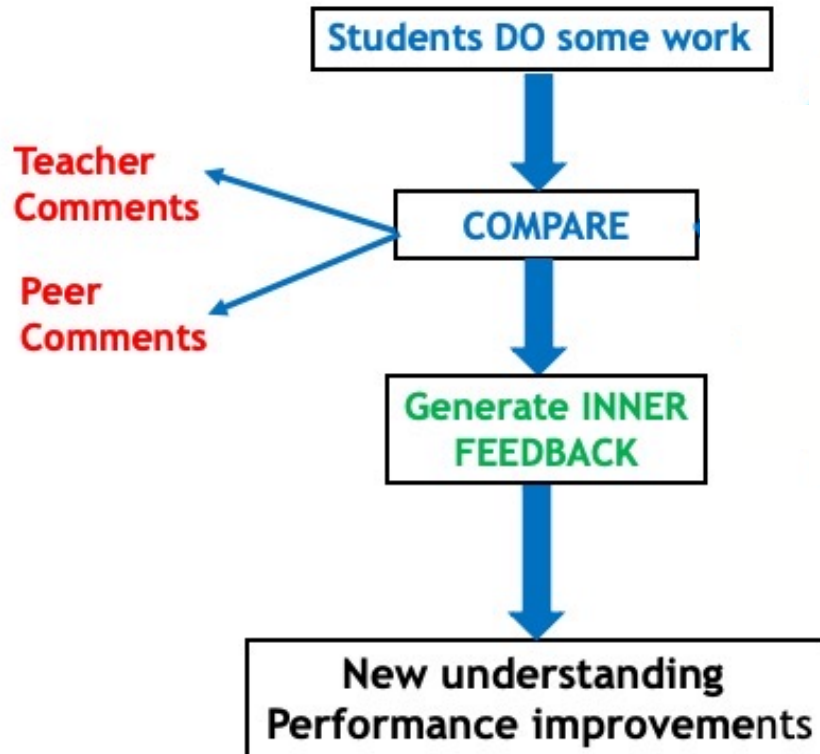 Students DO some work
Teacher
Comments
COMPARE
Peer
Comments
Generate INNER
FEEDBACK
New understanding
Performance improvements